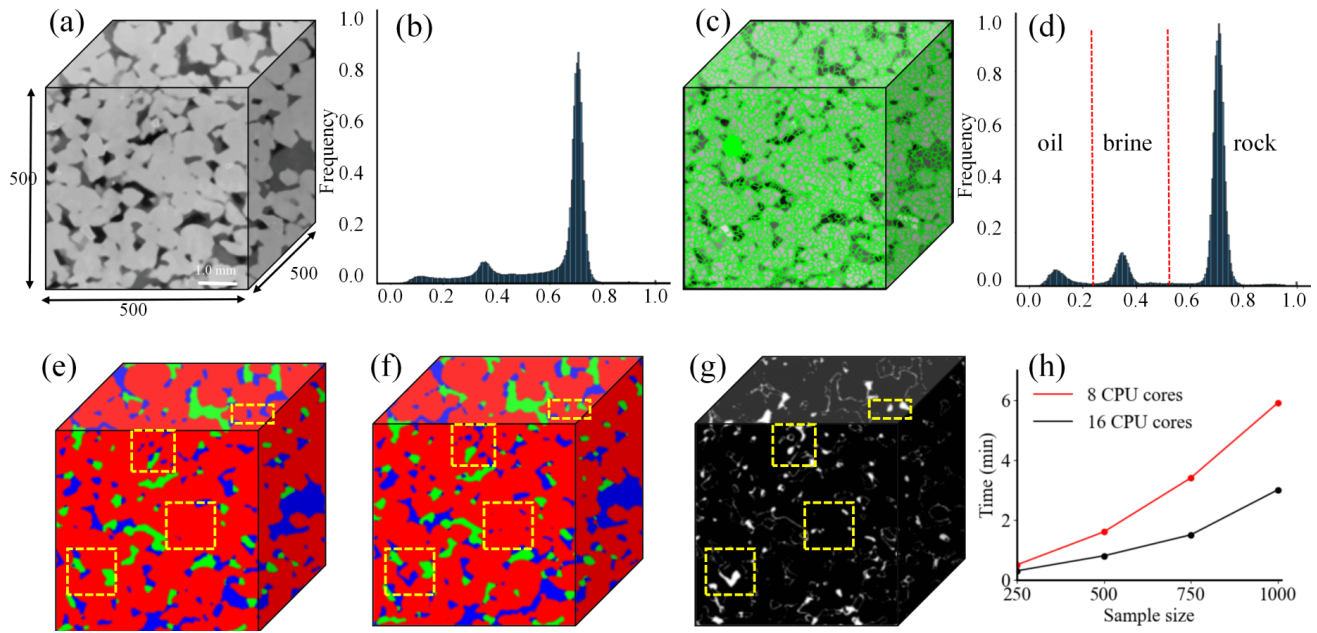 (a)
500
1.0 mm
500
500
(b)
1.0
0.8
0.6
0.4
0.2
0.0
Frequency
0.0 0.2 0.4 0.6 0.8 1.0
(c)
(d)
1.0
0.8
0.6
0.4
0.2
0.0
Frequency
oil brine rock
0.0 0.2 0.4 0.6 0.8 1.0
(e)
(f)
(g)
(h)
8 CPU cores
16 CPU cores
6
4
2
0
Time (min)
250 500 750 1000
Sample size